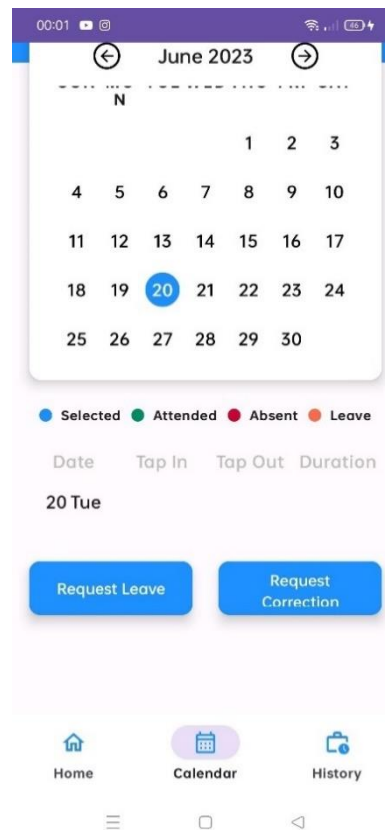 00:01 46
June 2023
N
1 2 3
4 5 6 7 8 9 10
11 12 13 14 15 16 17
18 19 20 21 22 23 24
25 26 27 28 29 30
Selected Attended Absent Leave
Date Tap In Tap Out Duration
20 Tue
Request Leave
Request
Correction
Home Calendar History